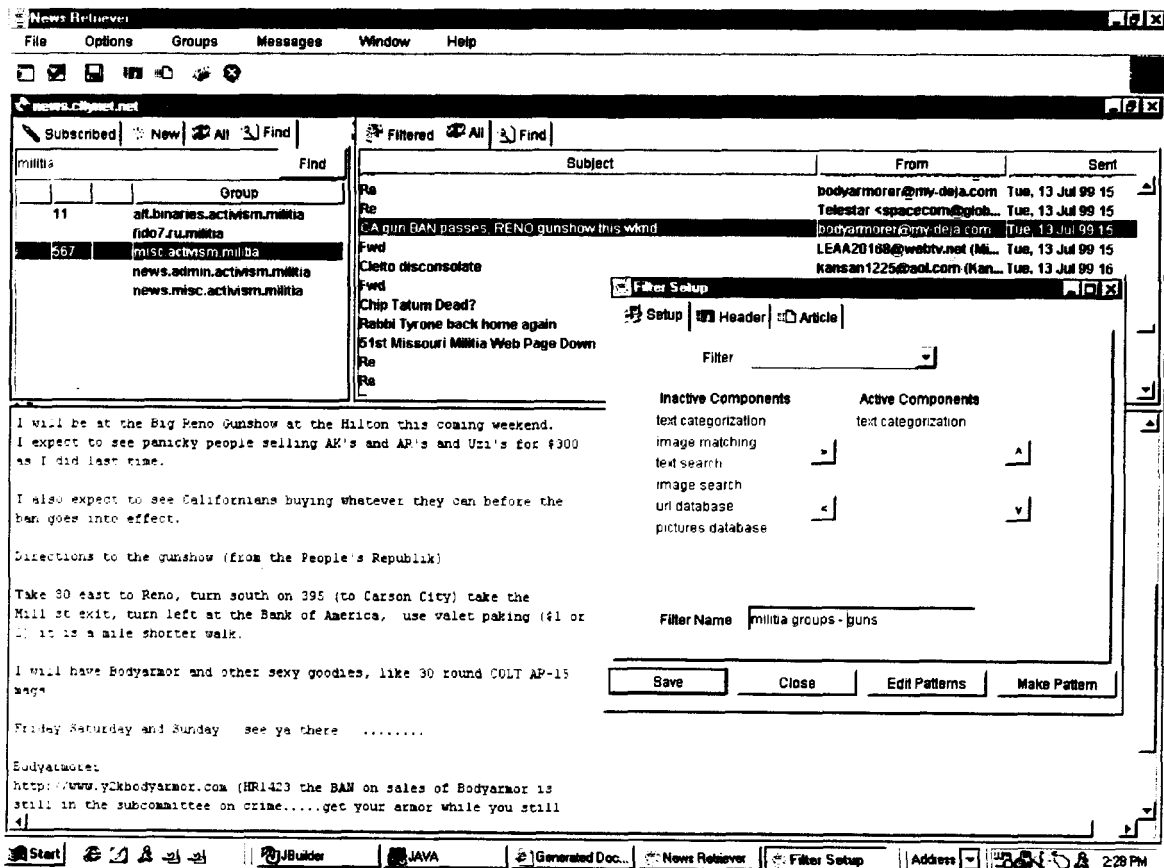 News Retriever
File Options Groups Messages Window Help
news.citynet.net
Subscribed New All Find
militia Find
Group
11 alt.binaries.activism.militia
fido7.ru.militia
567 misc.activism.militia
news.admin.activism.militia
news.misc.activism.militia
Filtered All Find
Subject From Sent
Re bodyarmorer@my-deja.com Tue, 13 Jul 99 15
Re Telestar <spacecom@glob... Tue, 13 Jul 99 15
CA gun BAN passes, RENO gunshow this wknd bodyarmorer@my-deja.com Tue, 13 Jul 99 15
Fwd LEAA20168@webtv.net (Mi... Tue, 13 Jul 99 15
Cletto disconsolate kansan1225@aol.com (Kan... Tue, 13 Jul 99 16
Fwd
Chip Tatum Dead?
Rabbi Tyrone back home again
51st Missouri Militia Web Page Down
Re
Re
Filter Setup
Setup Header Article
Filter
Inactive Components Active Components
text categorization text categorization
image matching
text search
image search
url database
pictures database
Filter Name militia groups - guns
Save Close Edit Patterns Make Pattern
I will be at the Big Reno Gunshow at the Hilton this coming weekend.
I expect to see panicky people selling AK's and AR's and Uzi's for $300
as I did last time.
I also expect to see Californians buying whatever they can before the
ban goes into effect.
Directions to the gunshow (from the People's Republik)
Take 80 east to Reno, turn south on 395 (to Carson City) take the
Mill st exit, turn left at the Bank of America, use valet paking ($1 or
it is a mile shorter walk.
I will have Bodyarmor and other sexy goodies, like 30 round COLT AR-15
mags
Friday Saturday and Sunday see ya there ........
Bodyarmorer
http://www.y2kbodyarmor.com (HR1423 the BAN on sales of Bodyarmor is
still in the subcommittee on crime.....get your armor while you still
Start JBuilder JAVA Generated Doc... News Retriever Filter Setup Address 2:28 PM